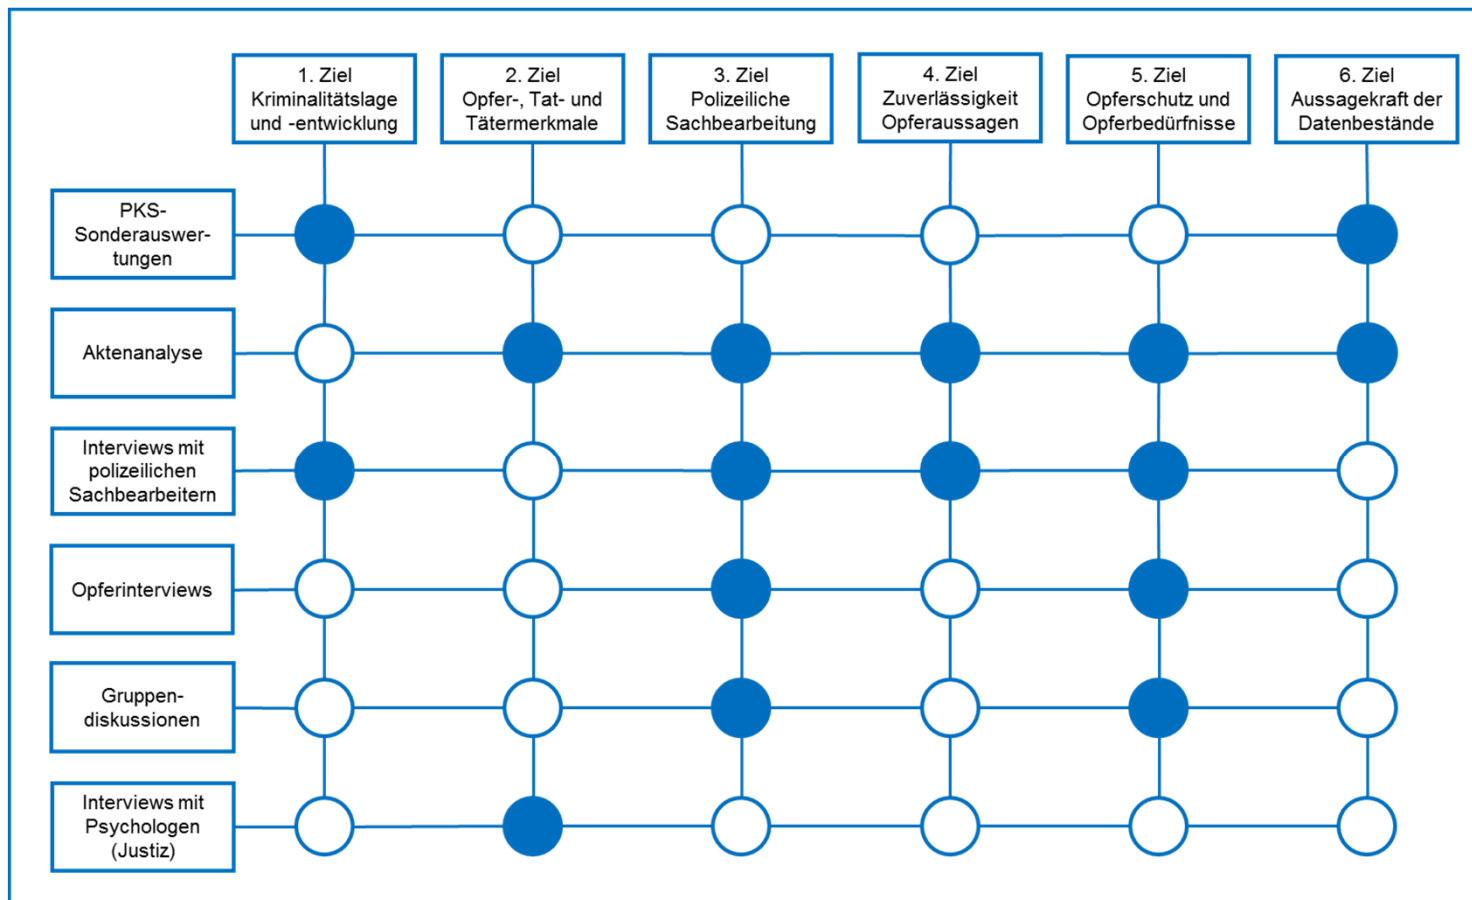 1. Ziel
Kriminalitätslage
und -entwicklung
2. Ziel
Opfer-, Tat- und
Tätermerkmale
3. Ziel
Polizeiliche
Sachbearbeitung
4. Ziel
Zuverlässigkeit
Opferaussagen
5. Ziel
Opferschutz und
Opferbedürfnisse
6. Ziel
Aussagekraft der
Datenbestände
PKS-
Sonderauswer-
tungen
Aktenanalyse
Interviews mit
polizeilichen
Sachbearbeitern
Opferinterviews
Gruppen-
diskussionen
Interviews mit
Psychologen
(Justiz)